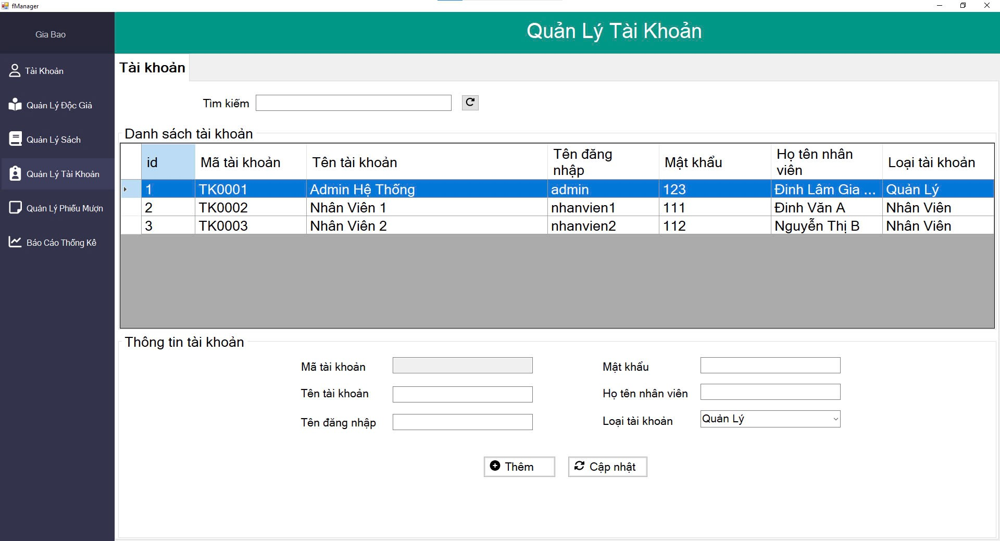 fManager
Gia Bao
Quản Lý Tài Khoản
Tài Khoản
Quản Lý Độc Giả
Quản Lý Sách
Quản Lý Tài Khoản
Quản Lý Phiếu Mượn
Báo Cáo Thống Kê
Tài khoản
Tìm kiếm
Danh sách tài khoản
id Mã tài khoản Tên tài khoản Tên đăng nhập Mật khẩu Họ tên nhân viên Loại tài khoản
1 TK0001 Admin Hệ Thống admin 123 Đinh Lâm Gia ... Quản Lý
2 TK0002 Nhân Viên 1 nhanvien1 111 Đinh Văn A Nhân Viên
3 TK0003 Nhân Viên 2 nhanvien2 112 Nguyễn Thị B Nhân Viên
Thông tin tài khoản
Mã tài khoản Mật khẩu
Tên tài khoản Họ tên nhân viên
Tên đăng nhập Loại tài khoản Quản Lý
Thêm Cập nhật